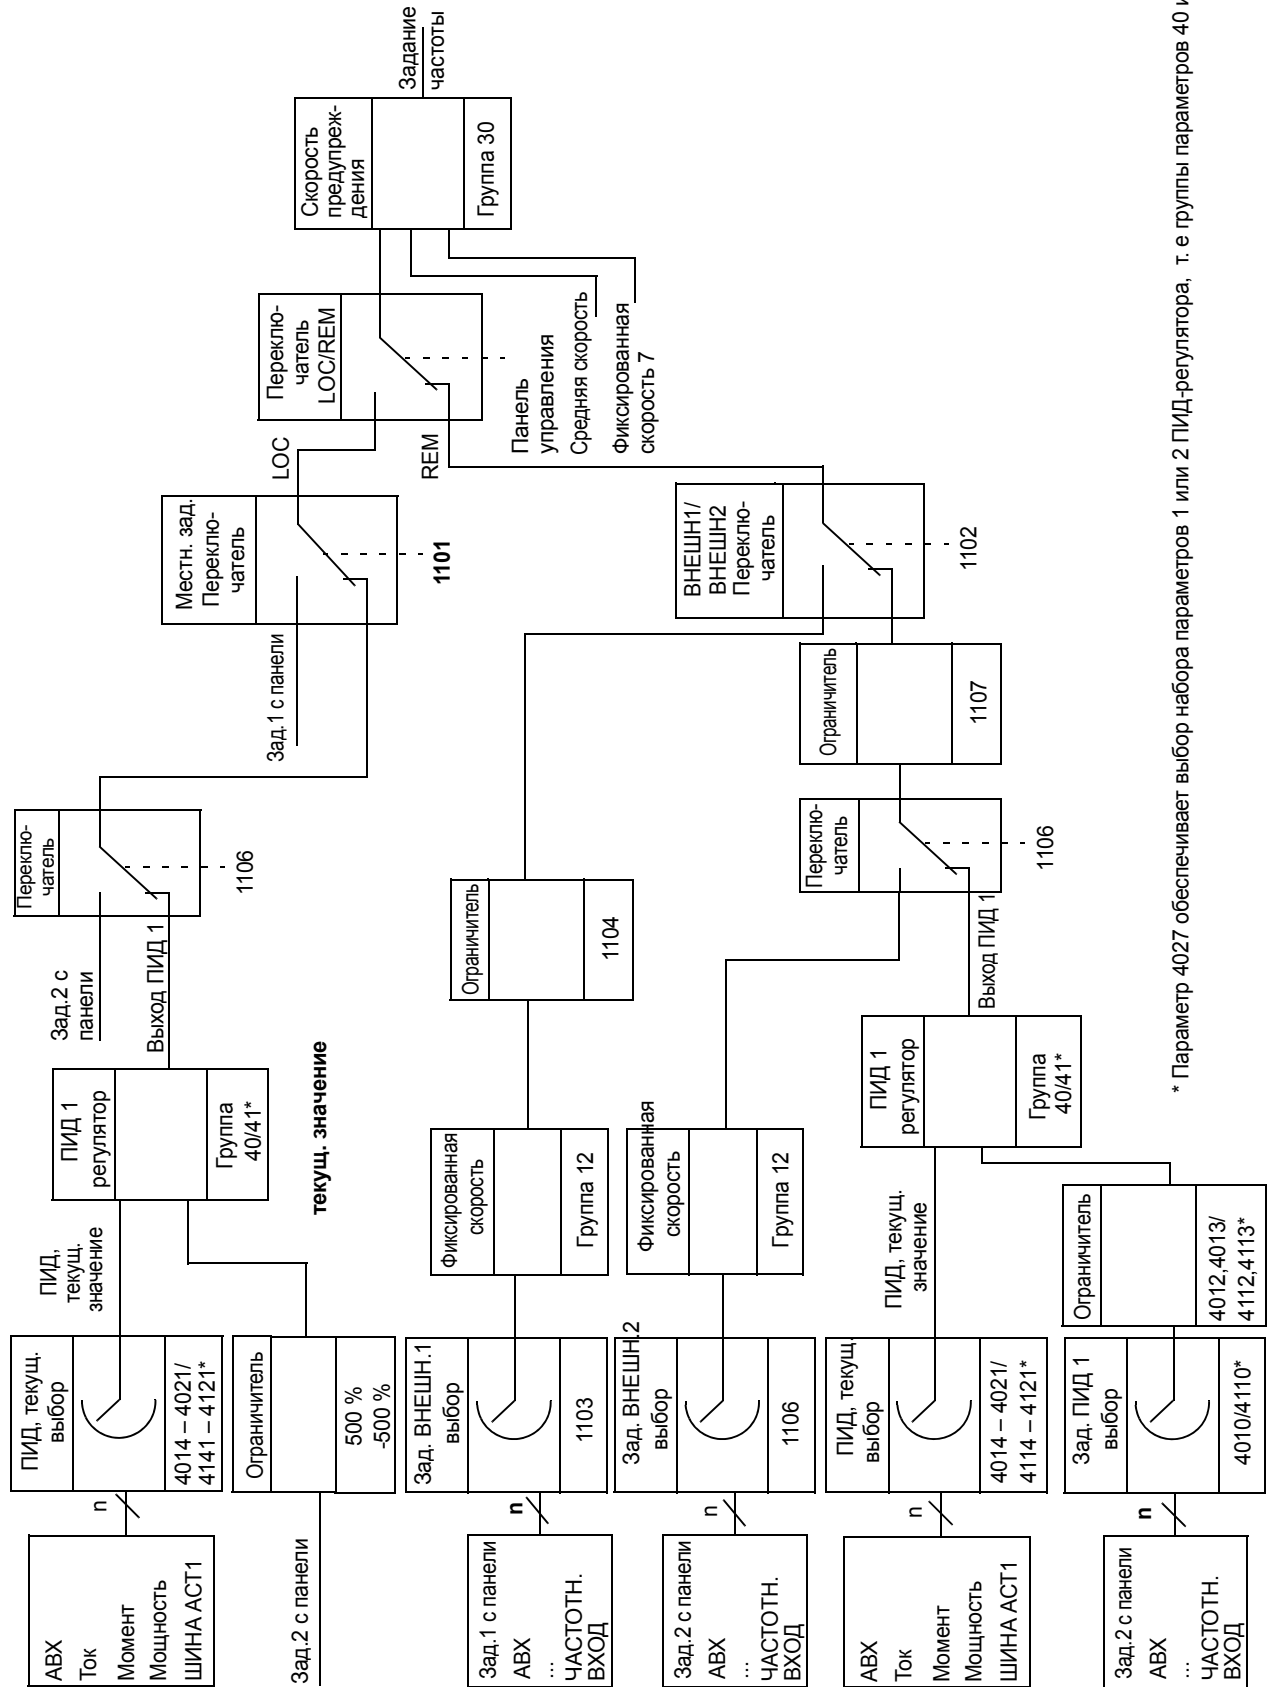 АВХ
Ток
Момент
Мощность
ШИНА ACT1
n
ПИД, текущ.
выбор
4014 – 4021/
4141 – 4121*
ПИД,
текущ.
значение
ПИД 1
регулятор
Группа
40/41*
Зад.2 с
панели
Выход ПИД 1
Переклю-
чатель
1106
Зад.2 с панели
Ограничитель
500 %
-500 %
текущ. значение
Зад.1 с панели
Местн. зад.
Переклю-
чатель
1101
LOC
REM
Переклю-
чатель
LOC/REM
Панель
управления
Средняя скорость
Фиксированная
скорость 7
Скорость
предупреж-
дения
Группа 30
Задание
частоты
Зад.1 с панели
АВХ
...
ЧАСТОТН.
ВХОД
n
Зад. ВНЕШН.1
выбор
1103
Фиксированная
скорость
Группа 12
Ограничитель
1104
ВНЕШН1/
ВНЕШН2
Переклю-
чатель
1102
Зад.2 с панели
АВХ
...
ЧАСТОТН.
ВХОД
n
Зад. ВНЕШН.2
выбор
1106
Фиксированная
скорость
Группа 12
Переклю-
чатель
1106
Ограничитель
1107
АВХ
Ток
Момент
Мощность
ШИНА ACT1
n
ПИД, текущ.
выбор
4014 – 4021/
4114 – 4121*
ПИД, текущ.
значение
ПИД 1
регулятор
Группа
40/41*
Выход ПИД 1
Зад.2 с панели
АВХ
...
ЧАСТОТН.
ВХОД
n
Зад. ПИД 1
выбор
4010/4110*
Ограничитель
4012,4013/
4112,4113*
* Параметр 4027 обеспечивает выбор набора параметров 1 или 2 ПИД-регулятора, т. е группы параметров 40 и